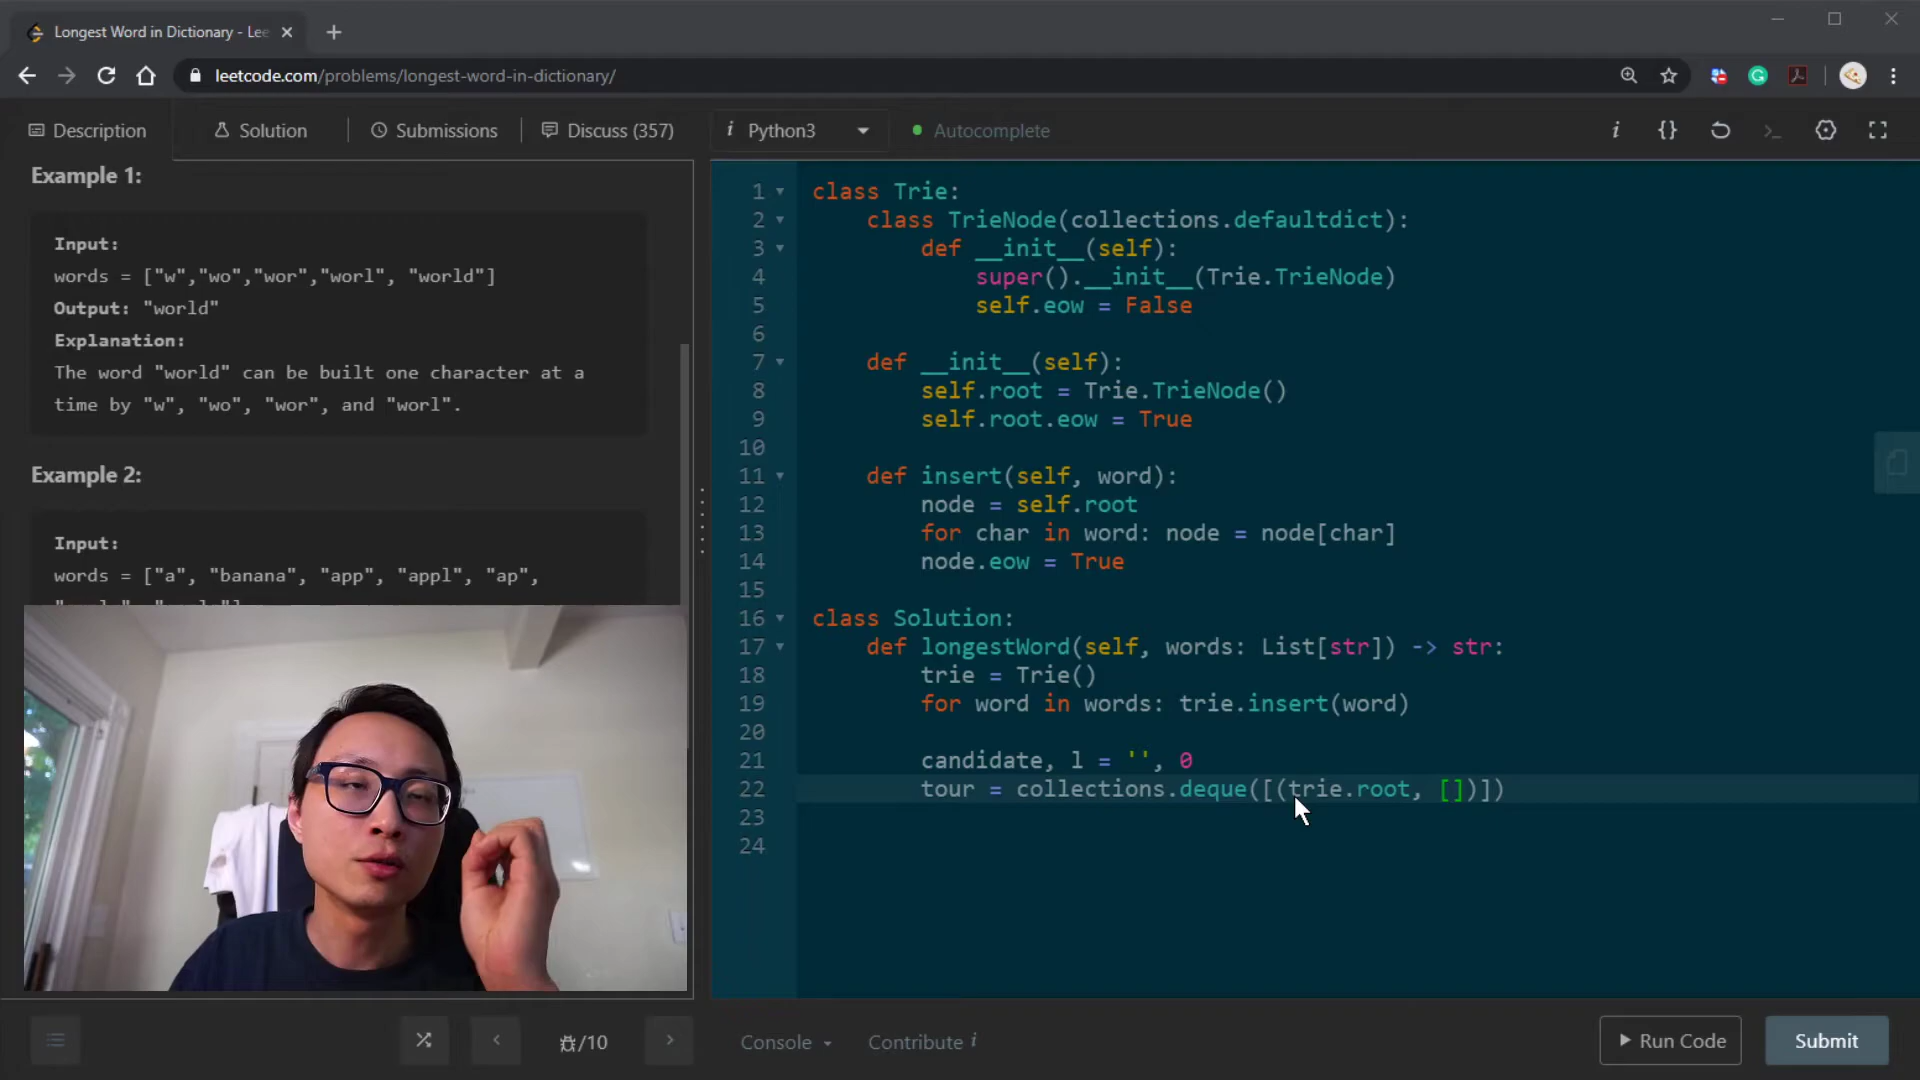 Longest Word in Dictionary - Lee
leetcode.com/problems/longest-word-in-dictionary/
Description
Solution
Submissions
Discuss (357)
i Python3
Autocomplete
i {}
Example 1:
Input:
words = ["w","wo","wor","worl", "world"]
Output: "world"
Explanation:
The word "world" can be built one character at a
time by "w", "wo", "wor", and "worl".
Example 2:
Input:
words = ["a", "banana", "app", "appl", "ap",
1 class Trie:
2 class TrieNode(collections.defaultdict):
3 def __init__(self):
4 super().__init__(Trie.TrieNode)
5 self.eow = False
6
7 def __init__(self):
8 self.root = Trie.TrieNode()
9 self.root.eow = True
10
11 def insert(self, word):
12 node = self.root
13 for char in word: node = node[char]
14 node.eow = True
15
16 class Solution:
17 def longestWord(self, words: List[str]) -> str:
18 trie = Trie()
19 for word in words: trie.insert(word)
20
21 candidate, l = '', 0
22 tour = collections.deque([(trie.root, [])])
23
24
/10
Console
Contribute i
Run Code
Submit